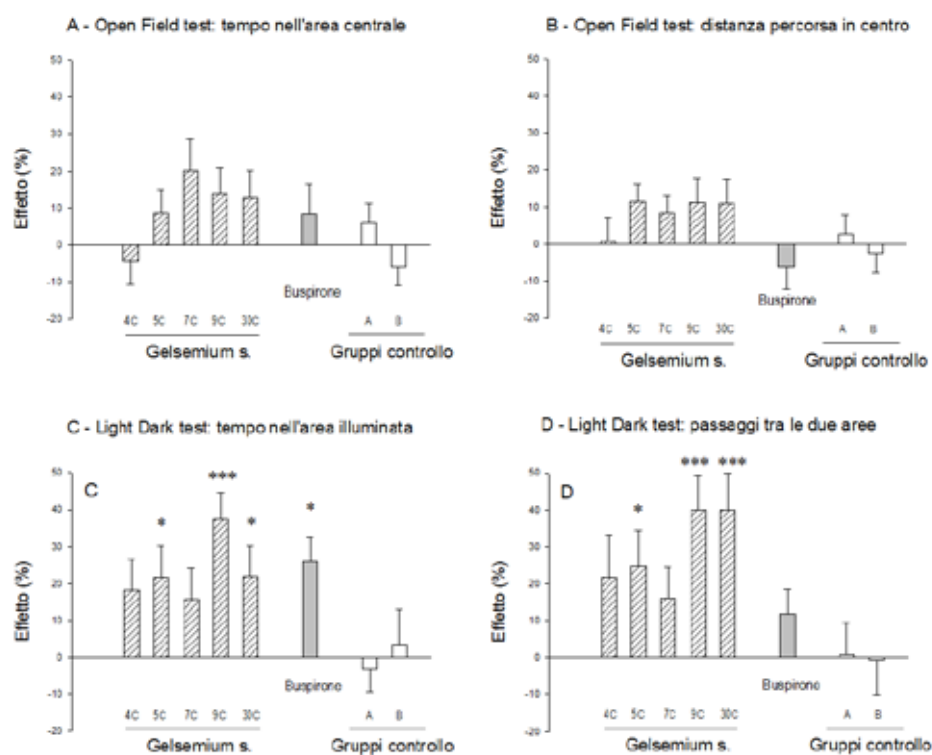 A - Open Field test: tempo nell'area centrale
50
40
30
20
10
0
-10
-20
Effetto (%)
4C 5C 7C 9C 30C
Gelsemium s.
Buspirone
A B
Gruppi controllo
B - Open Field test: distanza percorsa in centro
50
40
30
20
10
0
-10
-20
Effetto (%)
4C 5C 7C 9C 30C
Gelsemium s.
Buspirone
A B
Gruppi controllo
C - Light Dark test: tempo nell'area illuminata
C
50
40
30
20
10
0
-10
-20
Effetto (%)
* *** * *
4C 5C 7C 9C 30C
Gelsemium s.
Buspirone
A B
Gruppi controllo
D - Light Dark test: passaggi tra le due aree
D
50
40
30
20
10
0
-10
-20
Effetto (%)
* *** ***
4C 5C 7C 9C 30C
Gelsemium s.
Buspirone
A B
Gruppi controllo